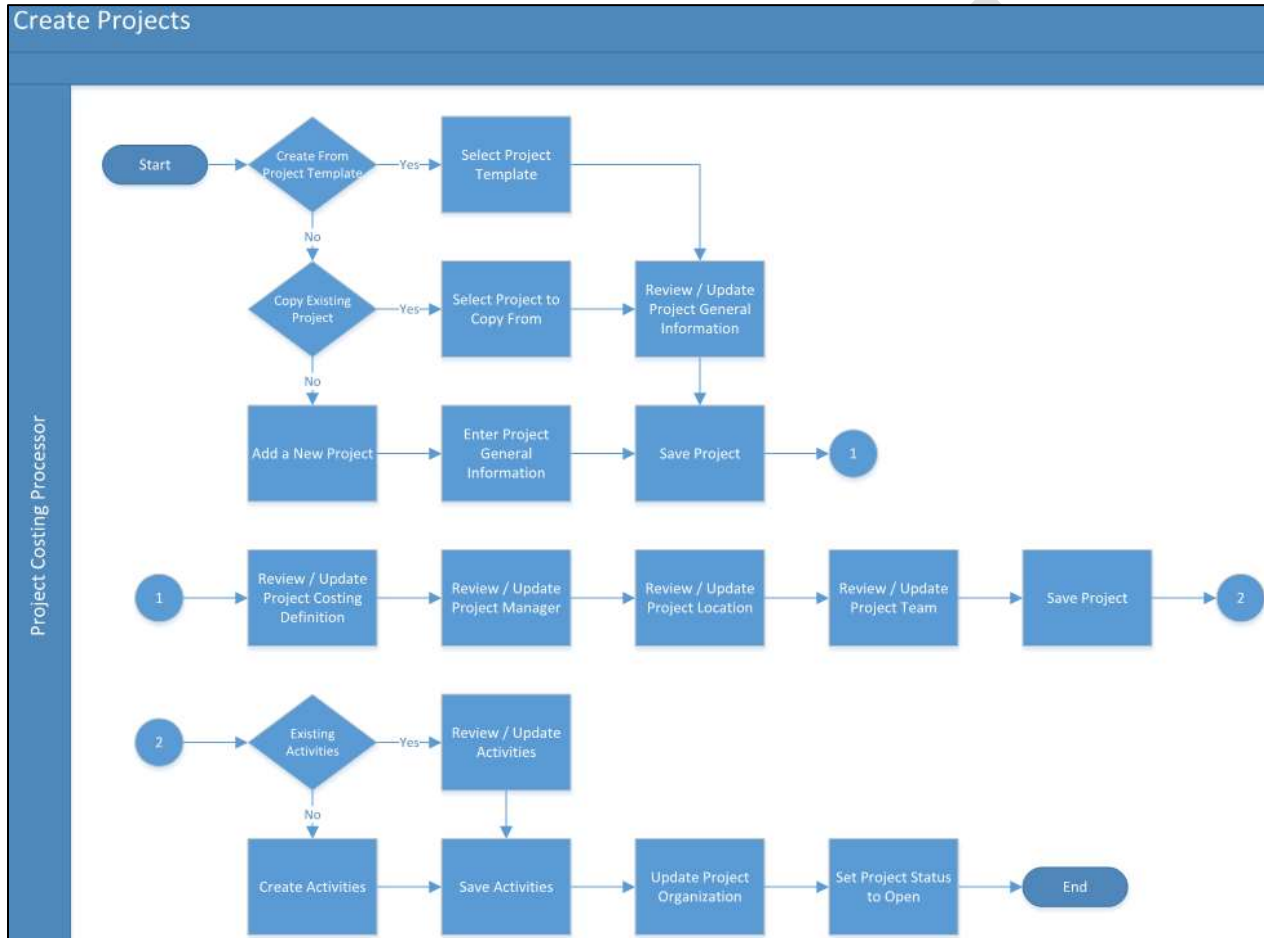 Create Projects
Project Costing Processor
Start
Create From
Project Template
Yes
Select Project
Template
No
Copy Existing
Project
Yes
Select Project to
Copy From
Review / Update
Project General
Information
No
Add a New Project
Enter Project
General
Information
Save Project
1
1
Review / Update
Project Costing
Definition
Review / Update
Project Manager
Review / Update
Project Location
Review / Update
Project Team
Save Project
2
2
Existing
Activities
Yes
Review / Update
Activities
No
Create Activities
Save Activities
Update Project
Organization
Set Project Status
to Open
End